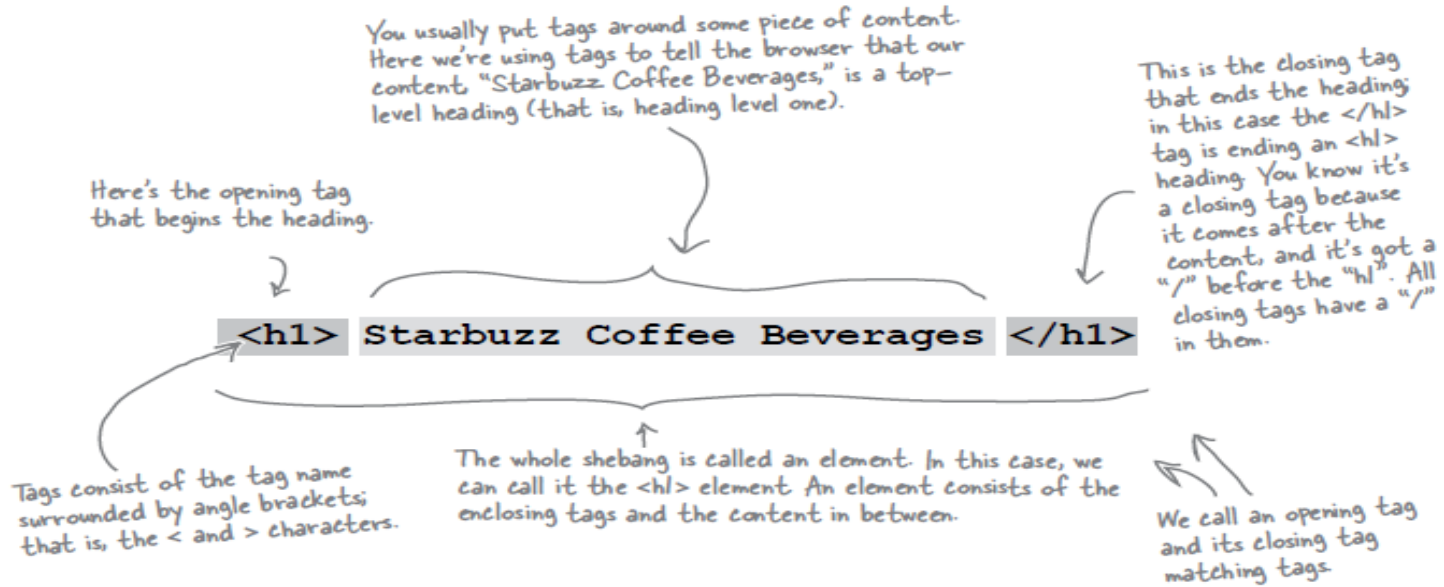 You usually put tags around some piece of content.
Here we're using tags to tell the browser that our
content, "Starbuzz Coffee Beverages," is a top-
level heading (that is, heading level one).
This is the closing tag
that ends the heading;
in this case the </h1>
tag is ending an <h1>
heading. You know it's
a closing tag because
it comes after the
content, and it's got a
"/" before the "h1". All
closing tags have a "/"
in them.
Here's the opening tag
that begins the heading.
<h1> Starbuzz Coffee Beverages </h1>
Tags consist of the tag name
surrounded by angle brackets;
that is, the < and > characters.
The whole shebang is called an element. In this case, we
can call it the <h1> element. An element consists of the
enclosing tags and the content in between.
We call an opening tag
and its closing tag
matching tags.